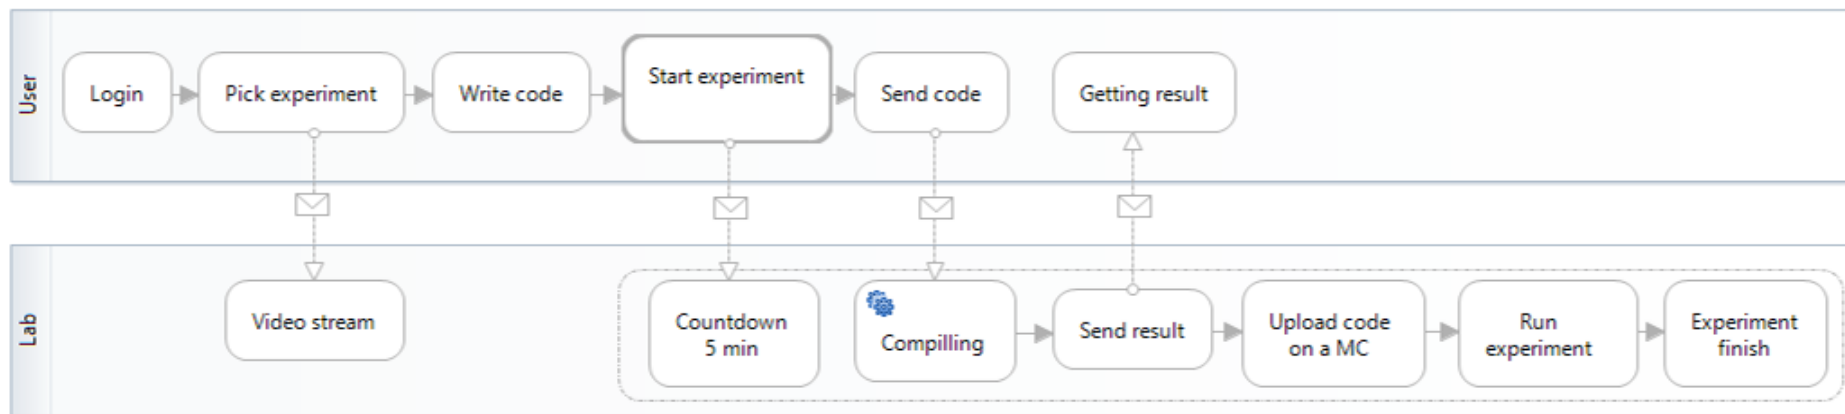 User
Login
Pick experiment
Write code
Start experiment
Send code
Getting result
Lab
Video stream
Countdown
5 min
Compilling
Send result
Upload code
on a MC
Run
experiment
Experiment
finish